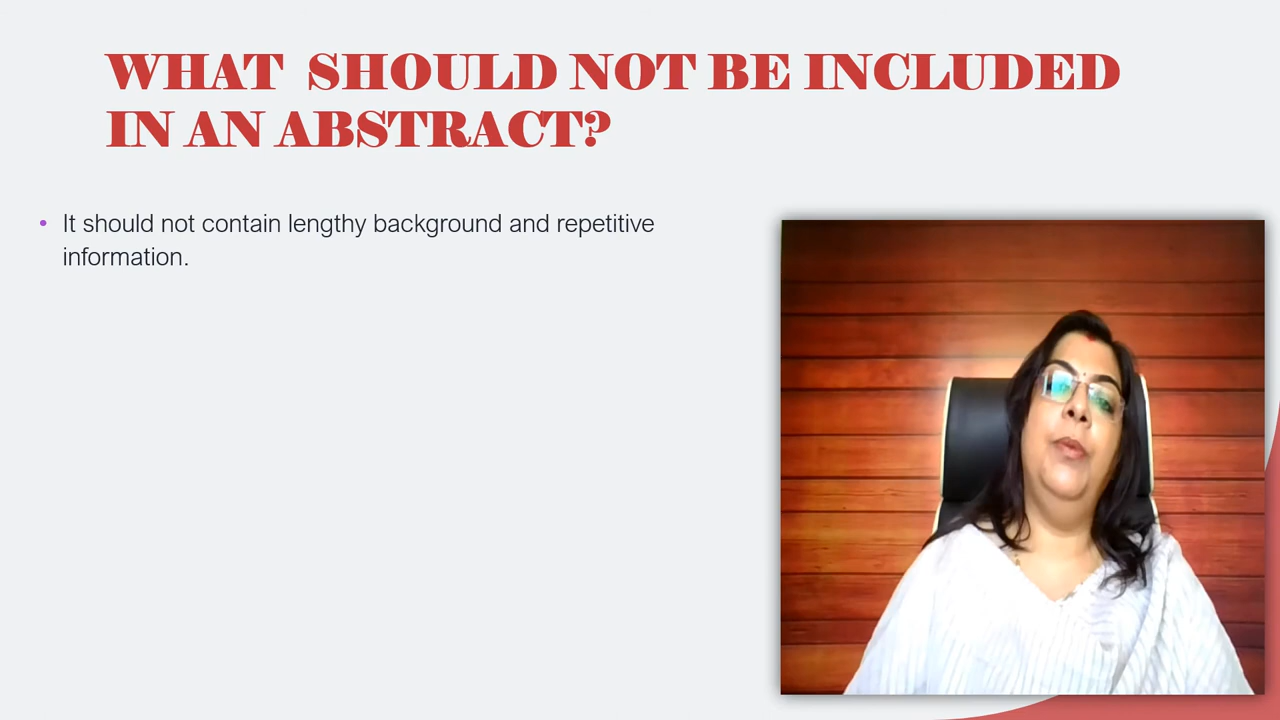 WHAT SHOULD NOT BE INCLUDED
IN AN ABSTRACT?
• It should not contain lengthy background and repetitive
information.